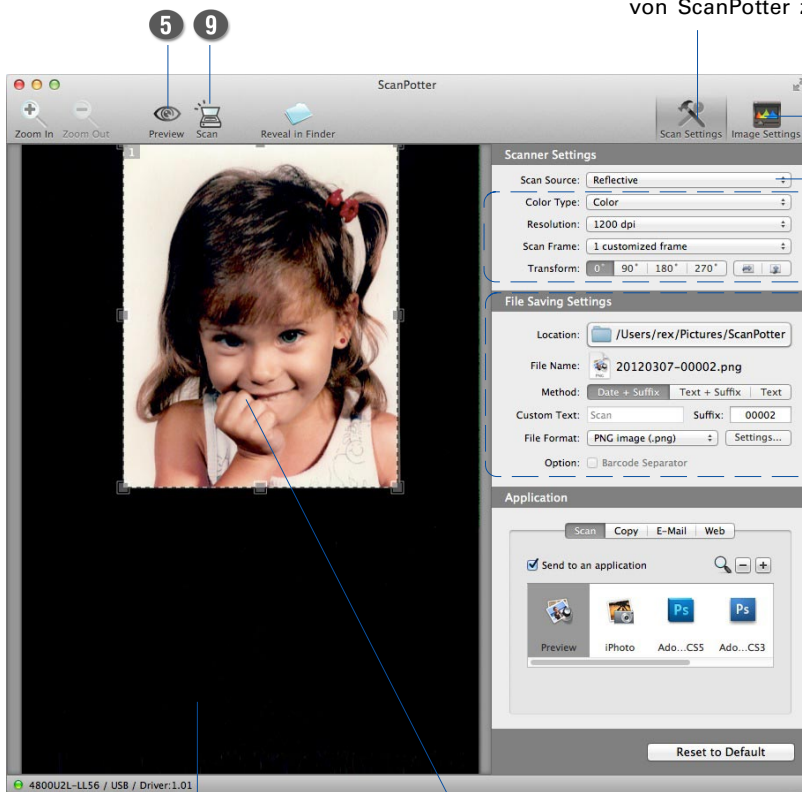 von ScanPotter
5 9
ScanPotter
Zoom In Zoom Out Preview Scan Reveal in Finder Scan Settings Image Settings
1
Scanner Settings
Scan Source: Reflective
Color Type: Color
Resolution: 1200 dpi
Scan Frame: 1 customized frame
Transform: 0° 90° 180° 270°
File Saving Settings
Location: /Users/rex/Pictures/ScanPotter
File Name: 20120307-00002.png
Method: Date + Suffix Text + Suffix Text
Custom Text: Scan Suffix: 00002
File Format: PNG image (.png) Settings...
Option: Barcode Separator
Application
Scan Copy E-Mail Web
Send to an application
Ps Ps
Preview iPhoto Ado...CS5 Ado...CS3
Reset to Default
4800U2L-LL56 / USB / Driver:1.01